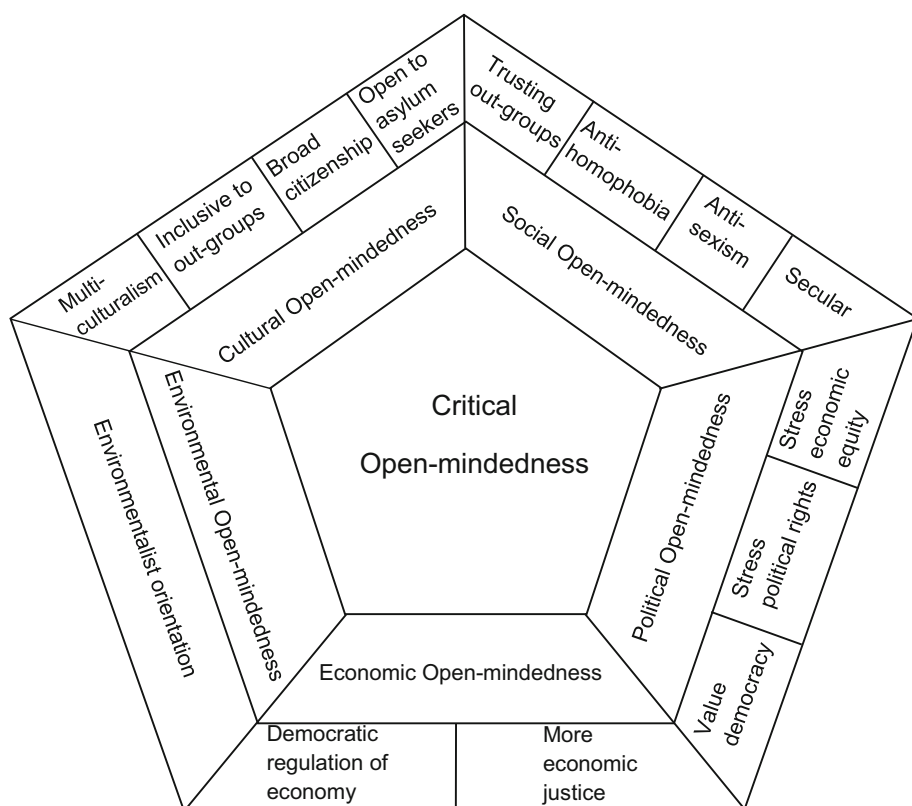 Critical
Open-mindedness
Cultural Open-mindedness
Multi-
culturalism
Inclusive to
out-groups
Broad
citizenship
Open to
asylum
seekers
Social Open-mindedness
Trusting
out-groups
Anti-
homophobia
Anti-
sexism
Secular
Political Open-mindedness
Stress
economic
equity
Stress
political rights
Value
democracy
Economic Open-mindedness
Democratic
regulation of
economy
More
economic
justice
Environmental Open-mindedness
Environmentalist orientation